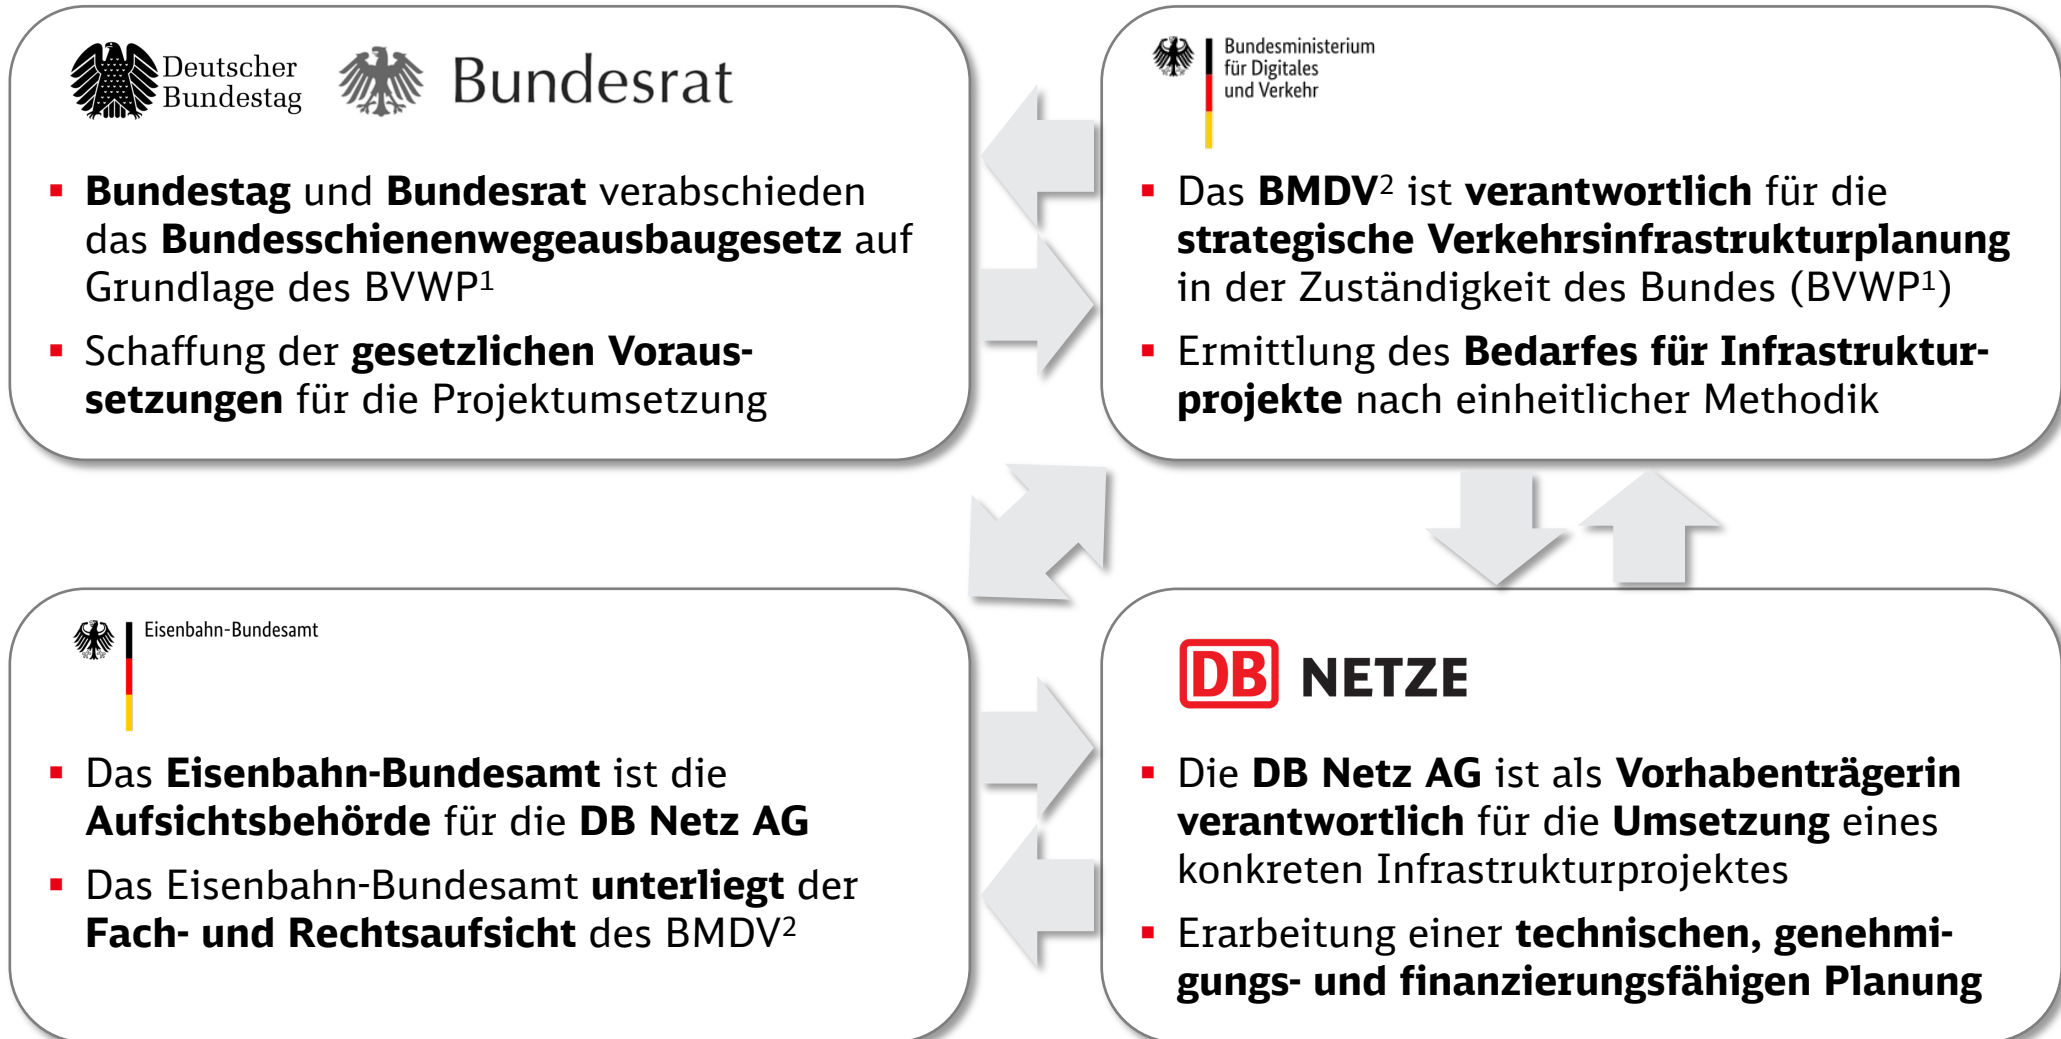 Deutscher
Bundestag
Bundesrat
▪ Bundestag und Bundesrat verabschieden
das Bundesschienenwegeausbaugesetz auf
Grundlage des BVWP¹
▪ Schaffung der gesetzlichen Voraus-
setzungen für die Projektumsetzung
Bundesministerium
für Digitales
und Verkehr
▪ Das BMDV² ist verantwortlich für die
strategische Verkehrsinfrastrukturplanung
in der Zuständigkeit des Bundes (BVWP¹)
▪ Ermittlung des Bedarfes für Infrastruktur-
projekte nach einheitlicher Methodik
Eisenbahn-Bundesamt
▪ Das Eisenbahn-Bundesamt ist die
Aufsichtsbehörde für die DB Netz AG
▪ Das Eisenbahn-Bundesamt unterliegt der
Fach- und Rechtsaufsicht des BMDV²
DB NETZE
▪ Die DB Netz AG ist als Vorhabenträgerin
verantwortlich für die Umsetzung eines
konkreten Infrastrukturprojektes
▪ Erarbeitung einer technischen, genehmi-
gungs- und finanzierungsfähigen Planung